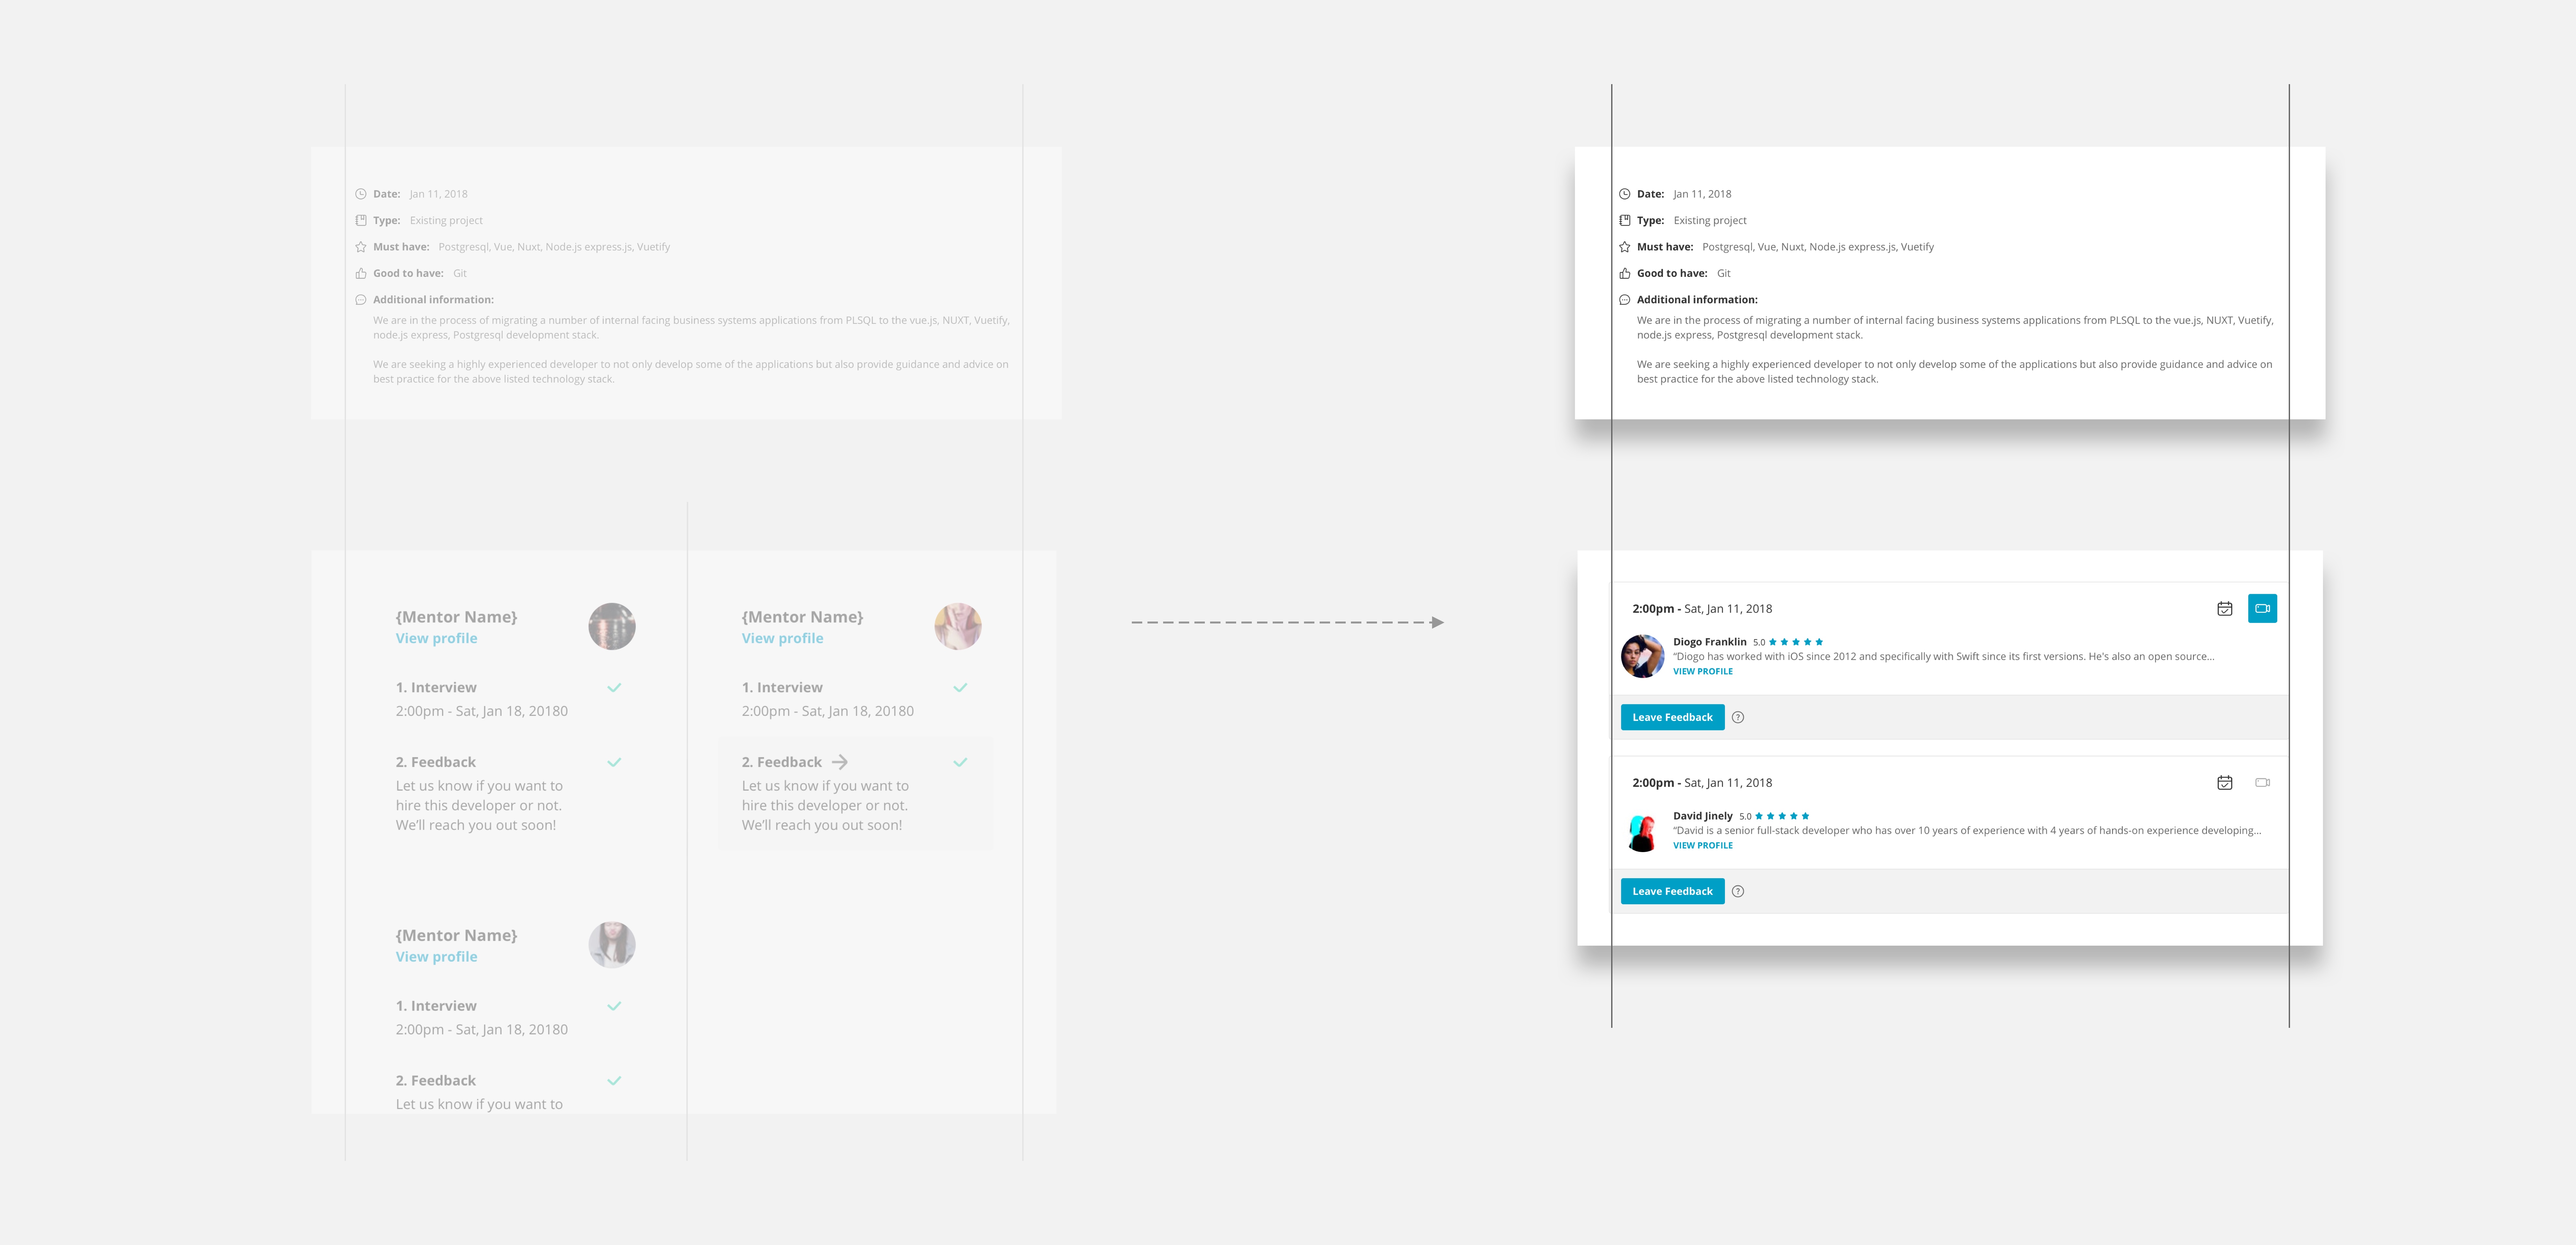 Date: Jan 11, 2018
Type: Existing project
Must have: Postgresql, Vue, Nuxt, Node.js express.js, Vuetify
Good to have: Git
Additional information:
We are in the process of migrating a number of internal facing business systems applications from PLSQL to the vue.js, NUXT, Vuetify,
node.js express, Postgresql development stack.
We are seeking a highly experienced developer to not only develop some of the applications but also provide guidance and advice on
best practice for the above listed technology stack.
{Mentor Name}
View profile
1. Interview
2:00pm - Sat, Jan 18, 20180
2. Feedback
Let us know if you want to
hire this developer or not.
We'll reach you out soon!
{Mentor Name}
View profile
1. Interview
2:00pm - Sat, Jan 18, 20180
2. Feedback
Let us know if you want to
hire this developer or not.
We'll reach you out soon!
{Mentor Name}
View profile
1. Interview
2:00pm - Sat, Jan 18, 20180
2. Feedback
Let us know if you want to
Date: Jan 11, 2018
Type: Existing project
Must have: Postgresql, Vue, Nuxt, Node.js express.js, Vuetify
Good to have: Git
Additional information:
We are in the process of migrating a number of internal facing business systems applications from PLSQL to the vue.js, NUXT, Vuetify,
node.js express, Postgresql development stack.
We are seeking a highly experienced developer to not only develop some of the applications but also provide guidance and advice on
best practice for the above listed technology stack.
2:00pm - Sat, Jan 11, 2018
Diogo Franklin 5.0
“Diogo has worked with iOS since 2012 and specifically with Swift since its first versions. He's also an open source...
VIEW PROFILE
Leave Feedback ?
2:00pm - Sat, Jan 11, 2018
David Jinely 5.0
“David is a senior full-stack developer who has over 10 years of experience with 4 years of hands-on experience developing...
VIEW PROFILE
Leave Feedback ?